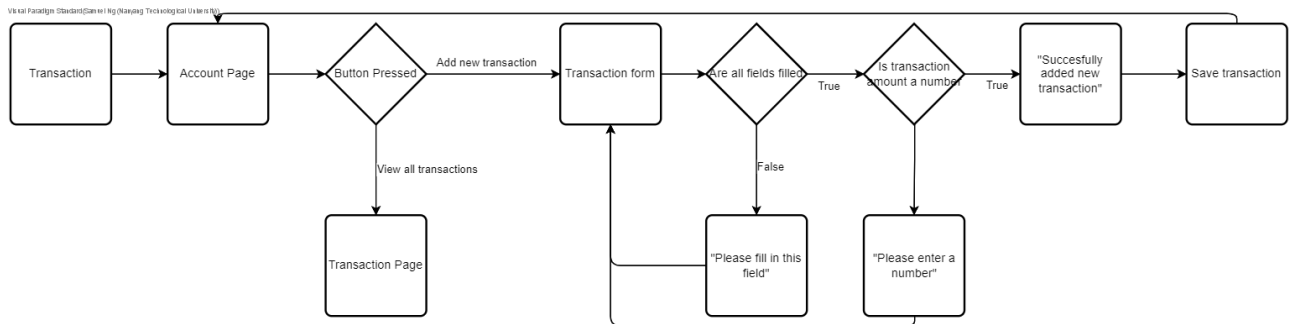 Visual Paradigm Standard(Samuel Ng(Nanyang Technological University))
Transaction
Account Page
Button Pressed
Add new transaction
Transaction form
Are all fields filled
True
Is transaction
amount a number
True
"Succesfully
added new
transaction"
Save transaction
View all transactions
False
Transaction Page
"Please fill in this
field"
"Please enter a
number"